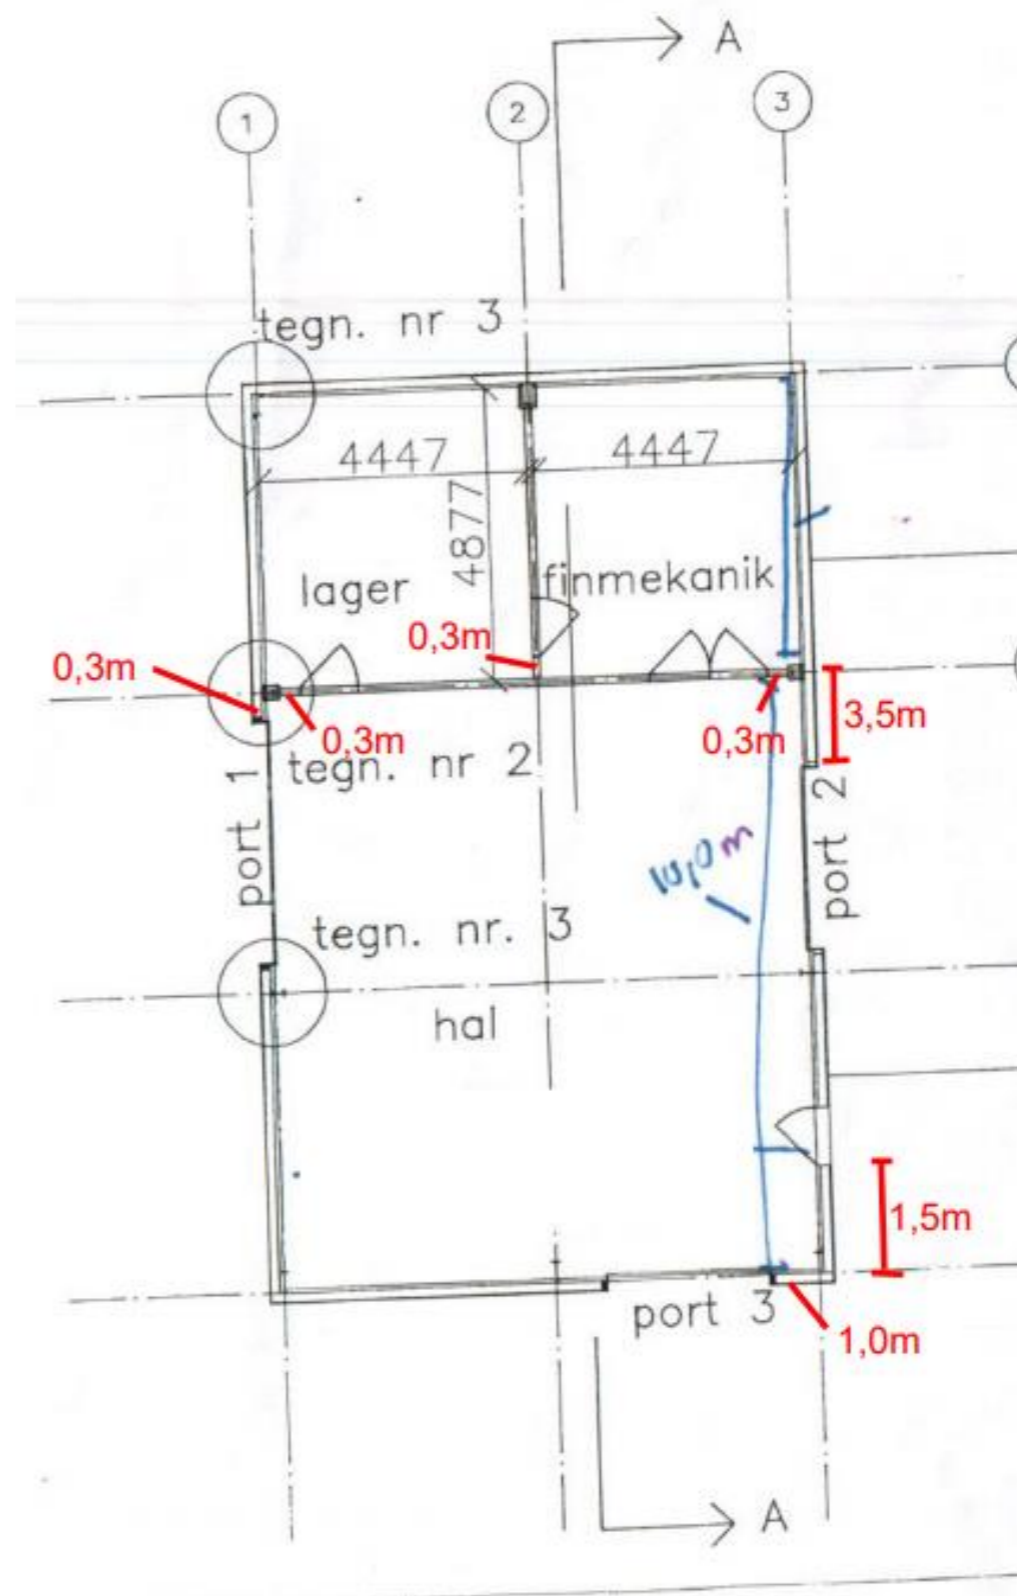 A
1
2
3
tegn. nr 3
4447
4447
4877
lager
finmekanik
0,3m
0,3m
0,3m
0,3m
3,5m
tegn. nr 2
port 1
port 2
10,0m
tegn. nr. 3
hal
1,5m
port 3
1,0m
A